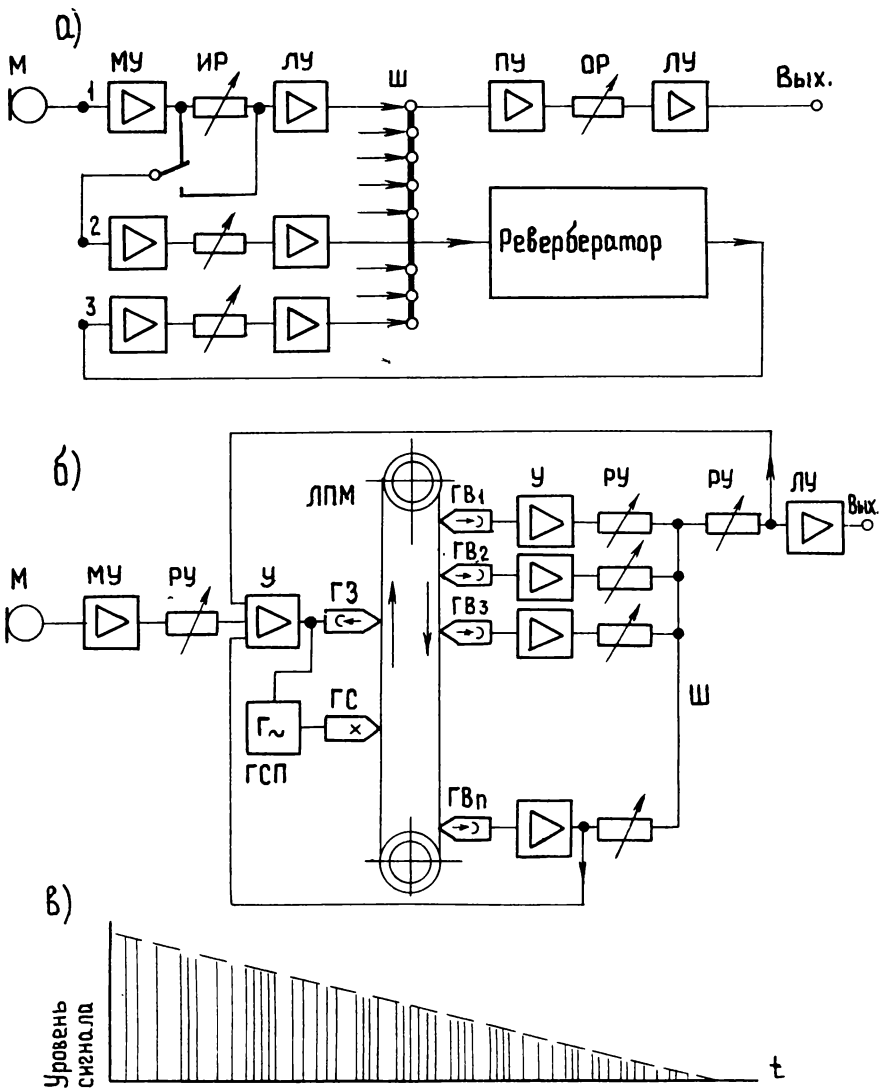 а)
М МУ ИР ЛУ Ш ПУ ОР ЛУ Вых.
1
2
Ревербератор
3
б)
ЛПМ ГВ1 У РУ РУ ЛУ Вых.
ГВ2
М МУ РУ У ГЗ ГВ3
Ш
Г~ ГС
ГСП
ГВп
в)
Уровень
сигнала
t